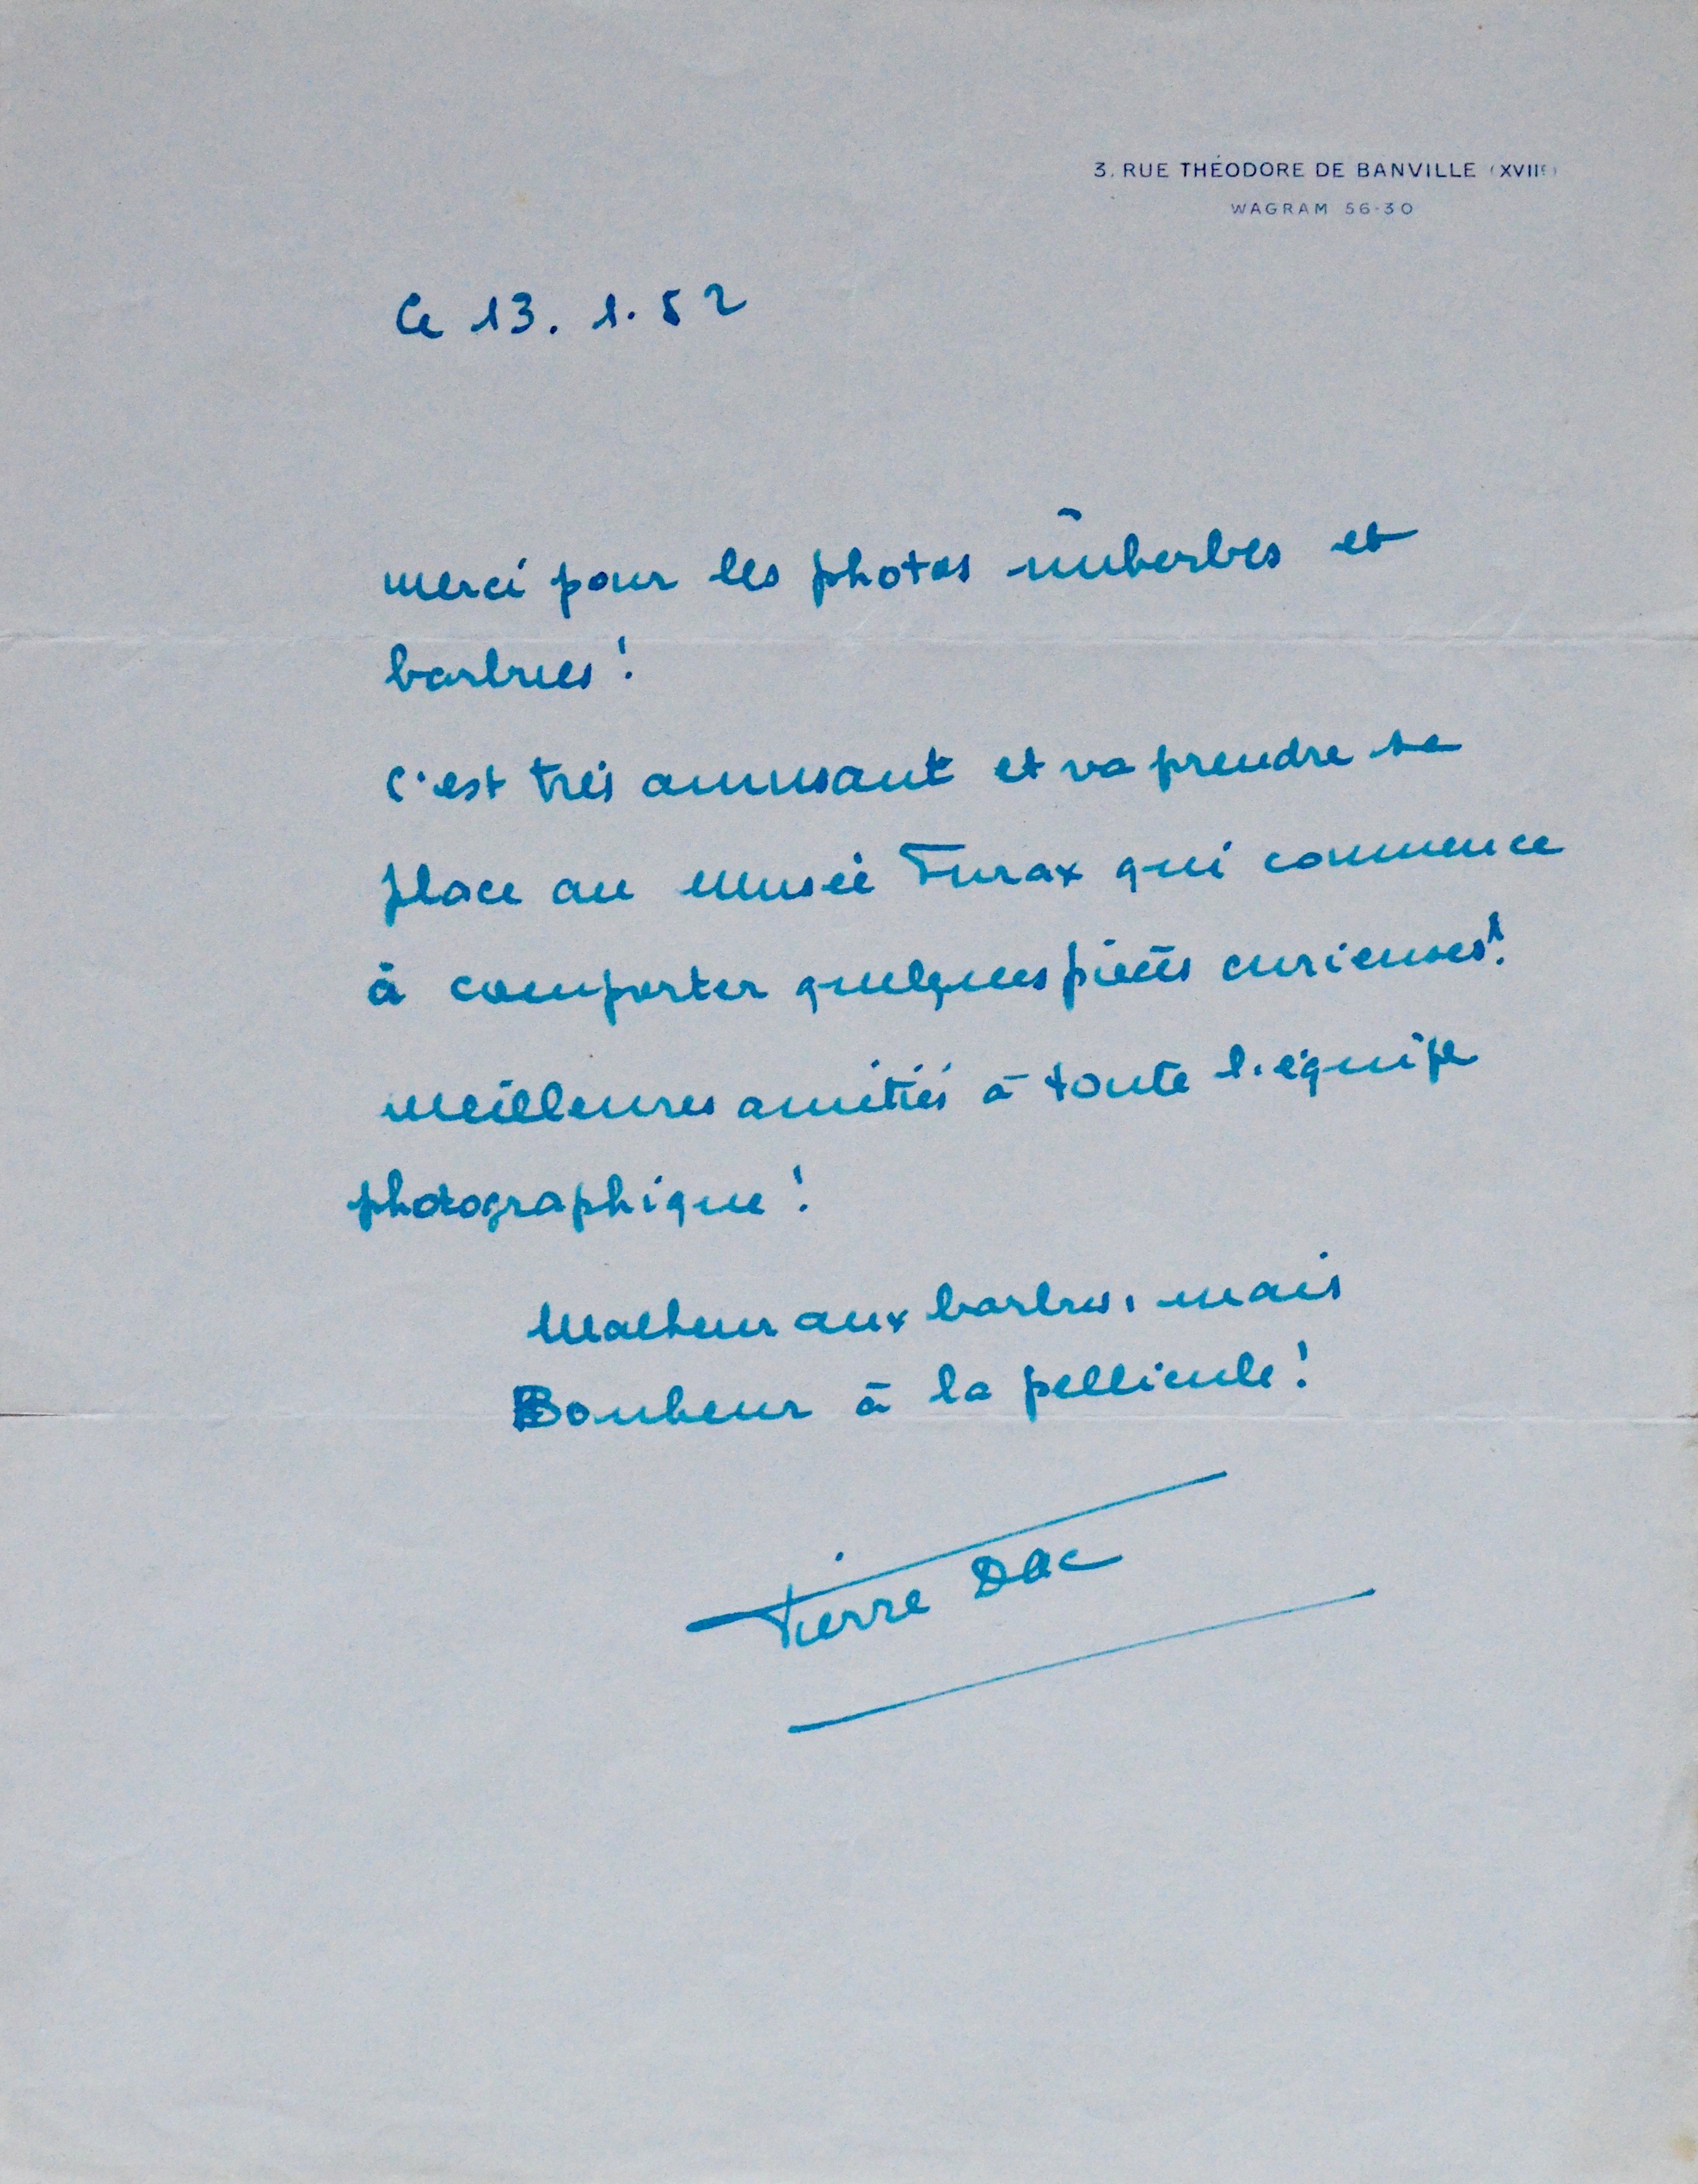 3, RUE THÉODORE DE BANVILLE (XVIIe)
WAGRAM 56-30
Ce 13. 1. 52
Merci pour les photos imberbes et
barbues !
C'est très amusant et va prendre sa
place au Musée Furax qui commence
à comporter quelques pièces curieuses !
Meilleures amitiés à toute l'équipe
photographique !
Malheur aux barbus, mais
Bonheur à la pellicule !
Pierre DAC